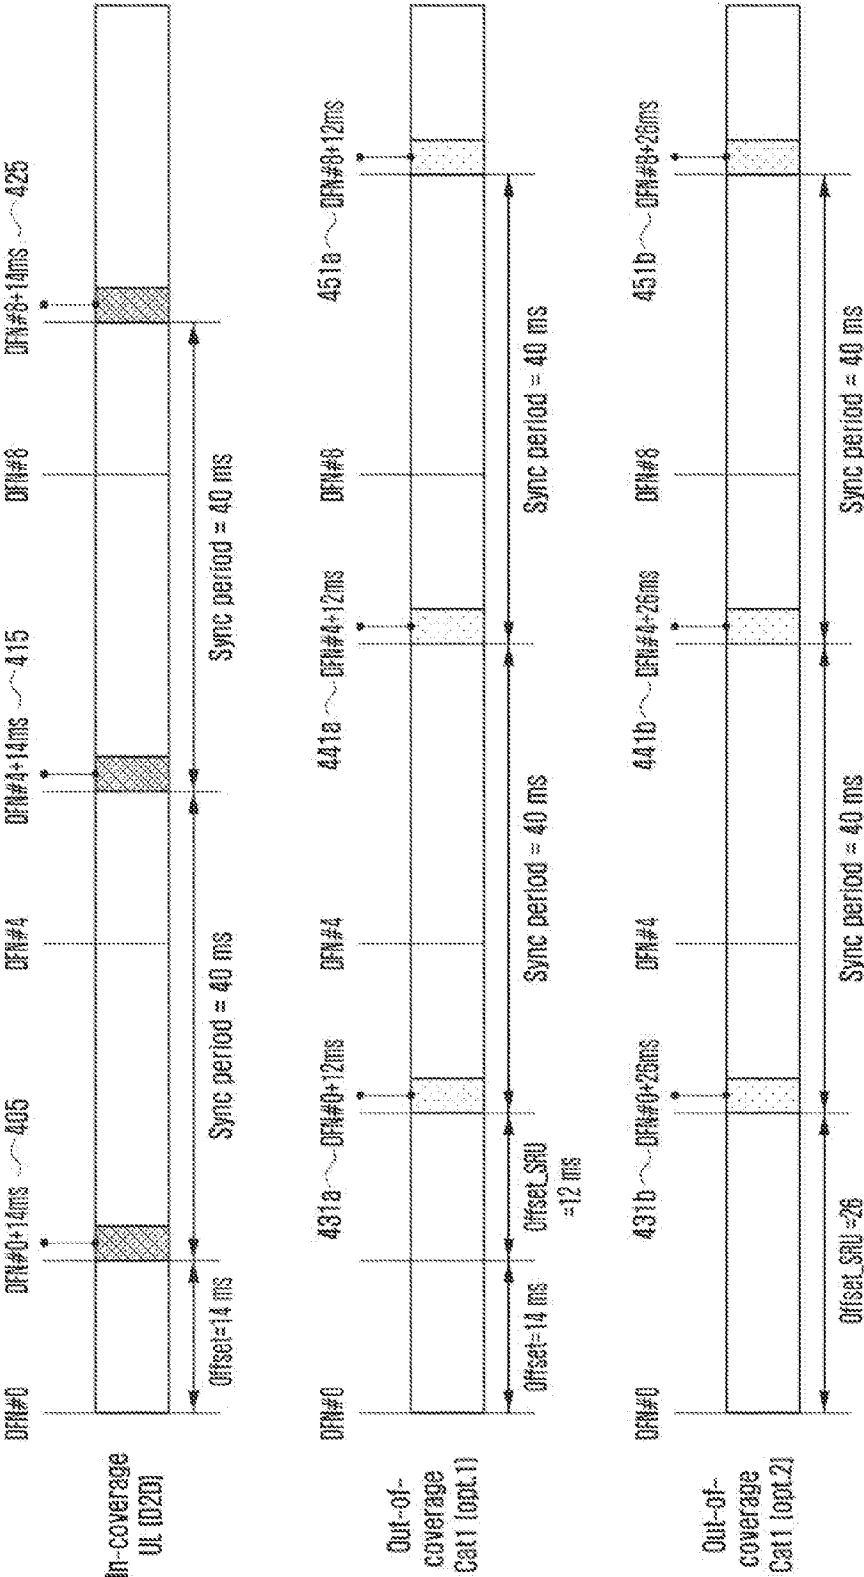 In-coverage
UL (D2D)
DFN#0
DFN#0+14ms
405
DFN#4
DFN#4+14ms
415
DFN#8
DFN#8+14ms
425
Offset=14 ms
Sync period = 40 ms
Sync period = 40 ms
Out-of-
coverage
Cat1 (opt.1)
DFN#0
431a
DFN#0+12ms
DFN#4
441a
DFN#4+12ms
DFN#8
451a
DFN#8+12ms
Offset=14 ms
Offset_SRU
=12 ms
Sync period = 40 ms
Sync period = 40 ms
Out-of-
coverage
Cat1 (opt.2)
DFN#0
431b
DFN#0+26ms
DFN#4
441b
DFN#4+26ms
DFN#8
451b
DFN#8+26ms
Offset_SRU =26
Sync period = 40 ms
Sync period = 40 ms